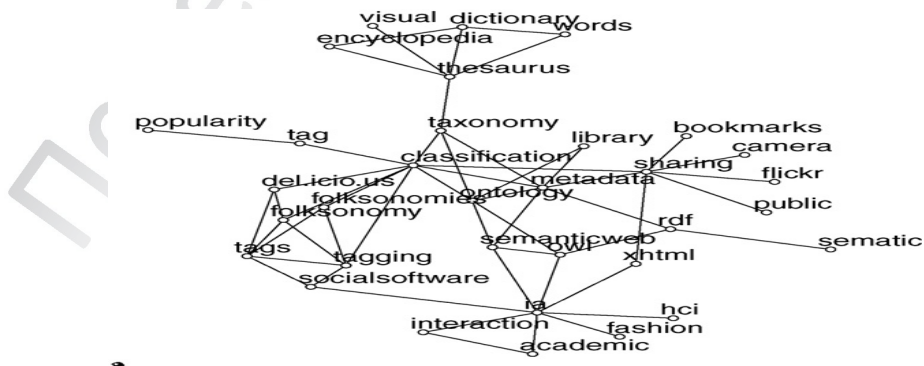 visual dictionary words
encyclopedia
thesaurus
popularity
taxonomy
tag
library
bookmarks
camera
classification
sharing
del.icio.us
metadata
flickr
folksonomies
ontology
folksonomy
public
rdf
tags
semanticweb
owl
sematic
tagging
xhtml
socialsoftware
ia
hci
interaction
fashion
academic